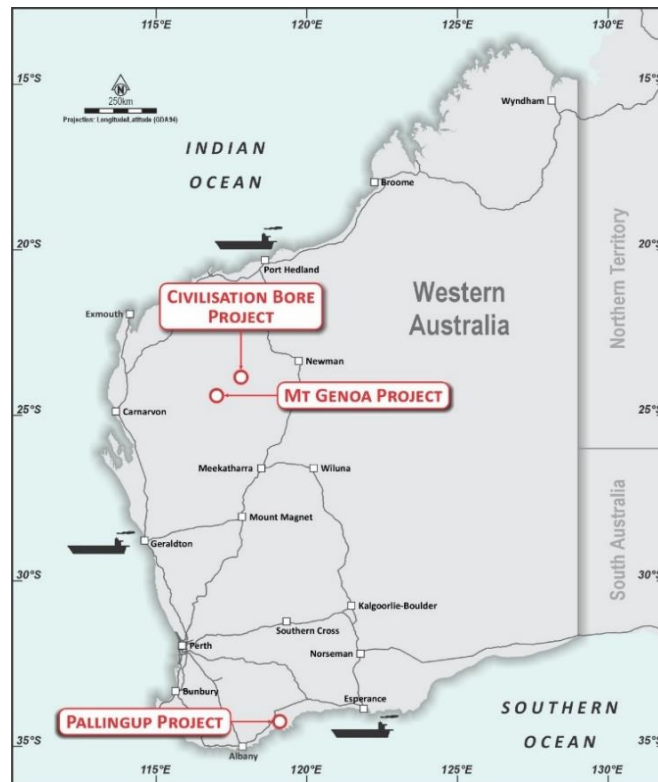 115°E 120°E 125°E 130°E
15°S 15°S
N
250km
Projection: Longitude/Latitude (GDA94)
Wyndham
INDIAN
OCEAN
Broome
20°S 20°S
Port Hedland
CIVILISATION BORE
PROJECT
Western
Australia
Northern Territory
Exmouth
Newman
MT GENOA PROJECT
25°S 25°S
Carnarvon
Meekatharra
Wiluna
Mount Magnet
South Australia
Geraldton
30°S 30°S
Kalgoorlie-Boulder
Southern Cross
Perth
Norseman
Bunbury
Esperance
SOUTHERN
OCEAN
PALLINGUP PROJECT
35°S 35°S
Albany
115°E 120°E 125°E 130°E